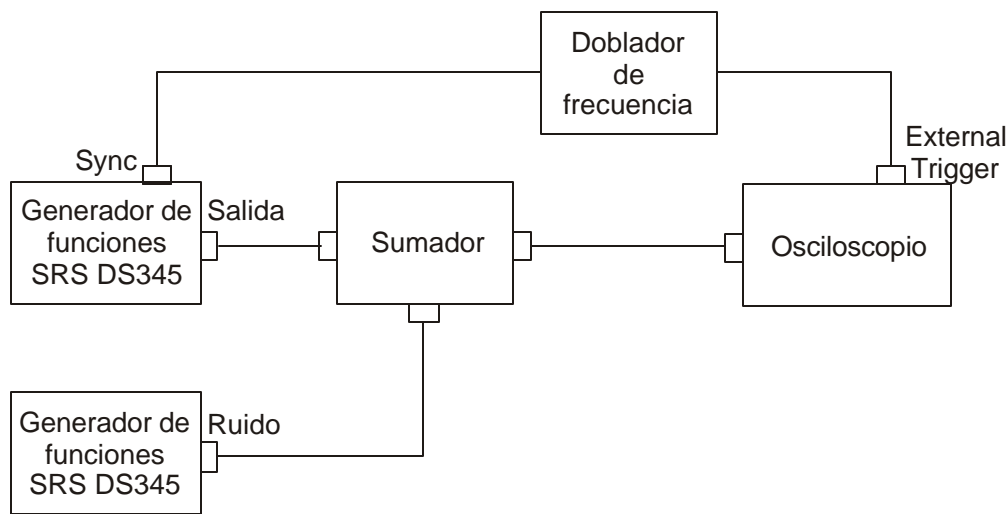 Doblador
de
frecuencia
External
Trigger
Sync
Generador de
funciones
SRS DS345
Salida
Sumador
Osciloscopio
Generador de
funciones
SRS DS345
Ruido